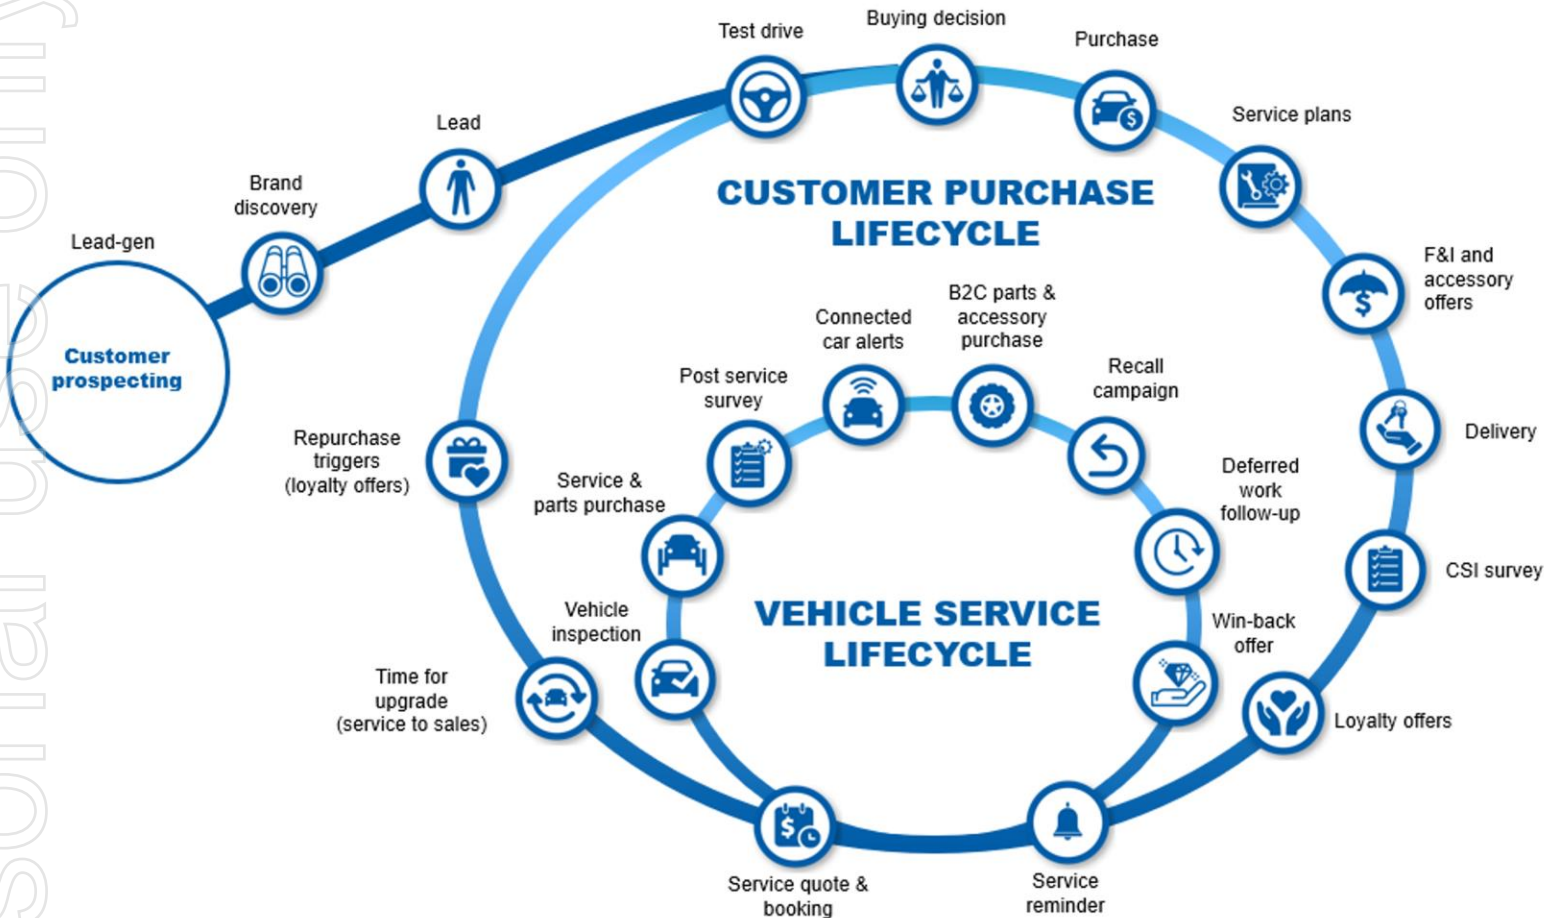 Lead-gen
Customer
prospecting
Brand
discovery
Lead
Test drive
Buying decision
Purchase
Service plans
F&I and
accessory
offers
Delivery
CSI survey
Loyalty offers
Service
reminder
Service quote &
booking
Time for
upgrade
(service to sales)
Repurchase
triggers
(loyalty offers)
CUSTOMER PURCHASE
LIFECYCLE
Vehicle
inspection
Service &
parts purchase
Post service
survey
Connected
car alerts
B2C parts &
accessory
purchase
Recall
campaign
Deferred
work
follow-up
Win-back
offer
VEHICLE SERVICE
LIFECYCLE
$
$
$